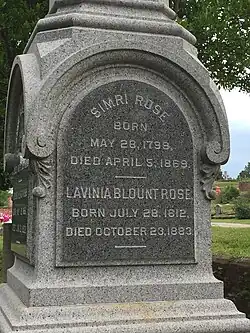 SIMRI ROSE
BORN
MAY 28, 1799,
DIED APRIL 5, 1869.
LAVINIA BLOUNT ROSE
BORN JULY 28, 1812,
DIED OCTOBER 23, 1883.